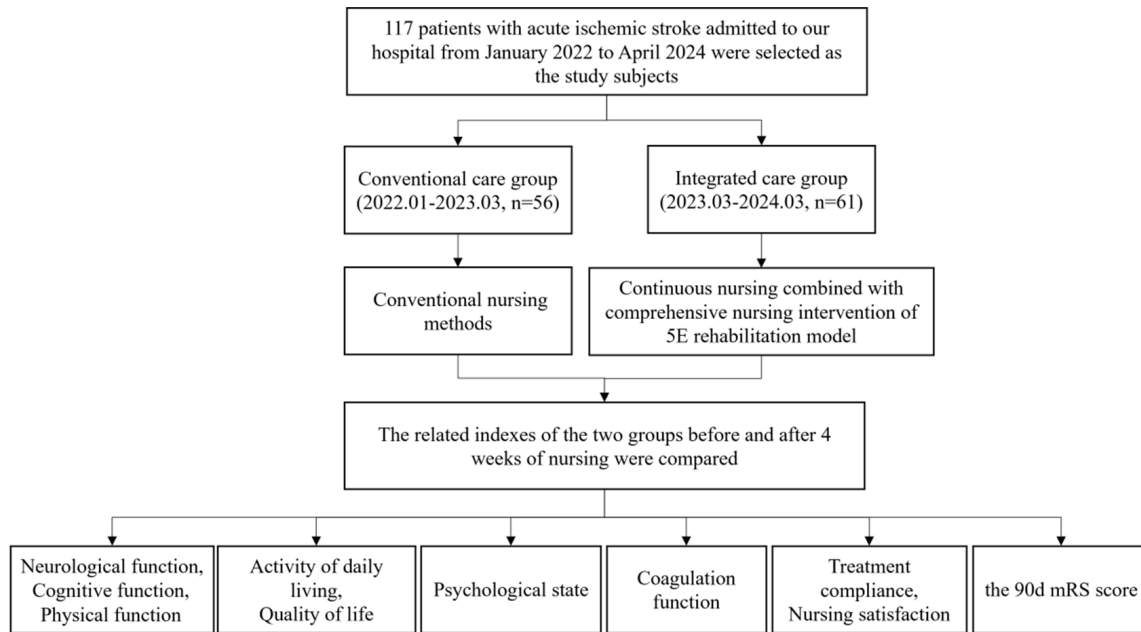 117 patients with acute ischemic stroke admitted to our
hospital from January 2022 to April 2024 were selected as
the study subjects
Conventional care group
(2022.01-2023.03, n=56)
Integrated care group
(2023.03-2024.03, n=61)
Conventional nursing
methods
Continuous nursing combined with
comprehensive nursing intervention of
5E rehabilitation model
The related indexes of the two groups before and after 4
weeks of nursing were compared
Neurological function,
Cognitive function,
Physical function
Activity of daily
living,
Quality of life
Psychological state
Coagulation
function
Treatment
compliance,
Nursing satisfaction
the 90d mRS score